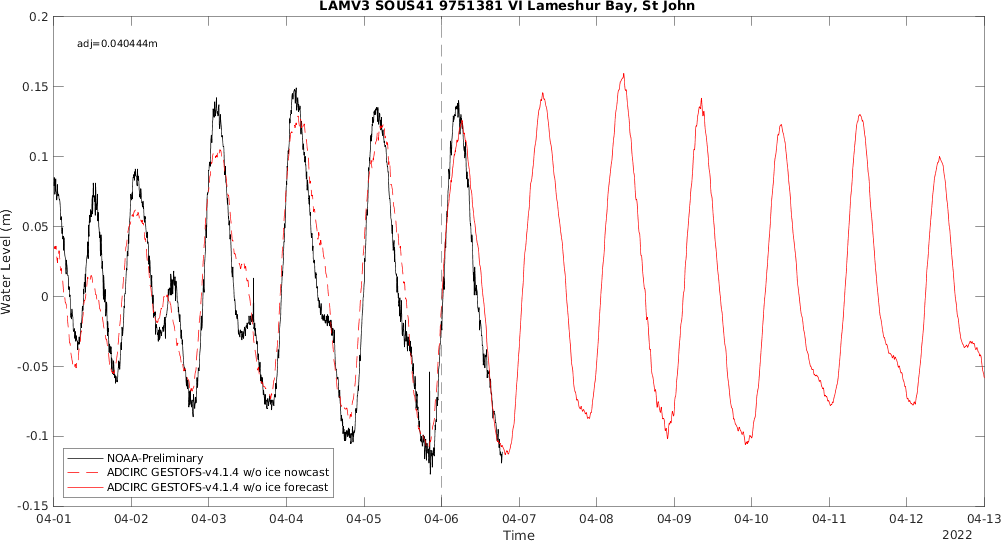 LAMV3 SOUS41 9751381 VI Lameshur Bay, St John
adj=0.040444m
0.2
0.15
0.1
0.05
0
-0.05
-0.1
-0.15
Water Level (m)
NOAA-Preliminary
ADCIRC GESTOFS-v4.1.4 w/o ice nowcast
ADCIRC GESTOFS-v4.1.4 w/o ice forecast
04-01 04-02 04-03 04-04 04-05 04-06 04-07 04-08 04-09 04-10 04-11 04-12 04-13
Time
2022